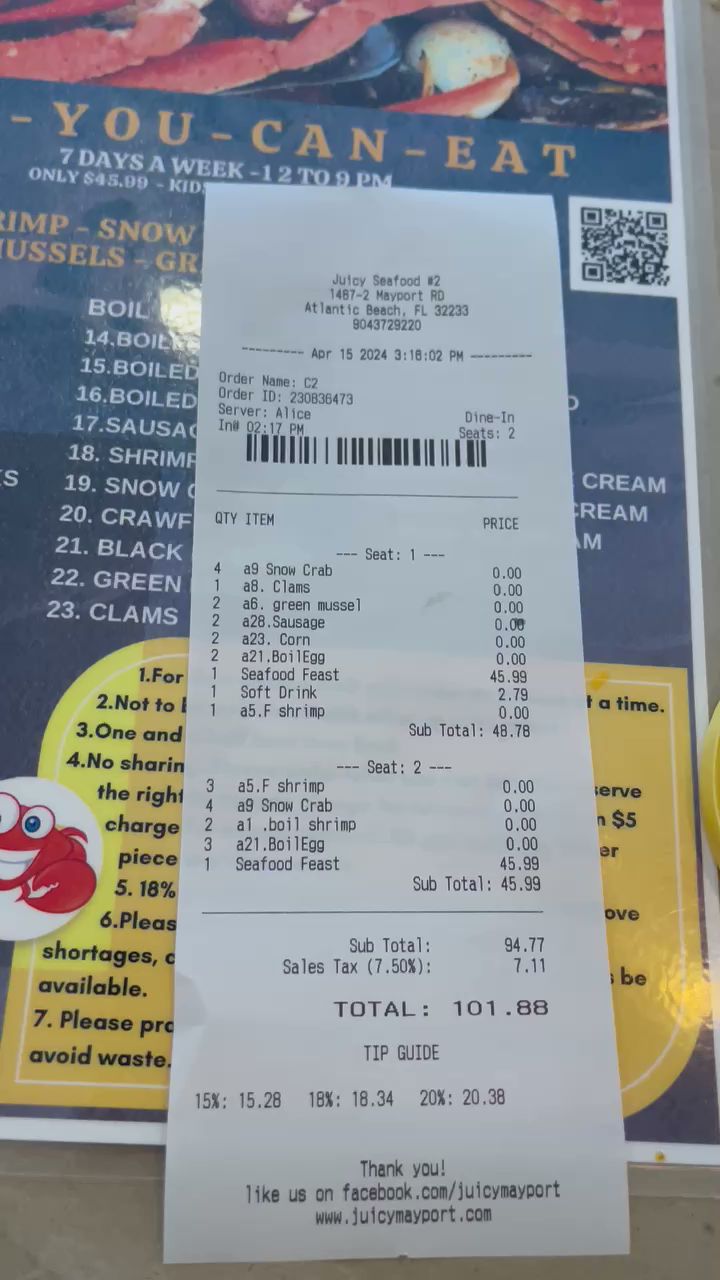 -YOU-CAN-EAT
7 DAYS A WEEK -12 TO 9 PM
ONLY $45.99 - KID
RIMP - SNOW
MUSSELS - GR
BOIL
14.BOIL
15.BOILED
16.BOILED
17.SAUSAG
18. SHRIMP
19. SNOW C
20. CRAWF
21. BLACK
22. GREEN
23. CLAMS
CREAM
CREAM
AM
1.For
2.Not to
t a time.
3.One and
4.No sharin
the right
serve
charge
n $5
piece
er
5. 18%
6.Pleas
ove
shortages, c
available.
s be
7. Please pro
avoid waste.
Juicy Seafood #2
1487-2 Mayport RD
Atlantic Beach, FL 32233
9043729220
--------- Apr 15 2024 3:18:02 PM ---------
Order Name: C2
Order ID: 230836473
Server: Alice Dine-In
In# 02:17 PM Seats: 2
QTY ITEM PRICE
--- Seat: 1 ---
4 a9 Snow Crab 0.00
1 a8. Clams 0.00
2 a6. green mussel 0.00
2 a28.Sausage 0.00
2 a23. Corn 0.00
2 a21.BoilEgg 0.00
1 Seafood Feast 45.99
1 Soft Drink 2.79
1 a5.F shrimp 0.00
Sub Total: 48.78
--- Seat: 2 ---
3 a5.F shrimp 0.00
4 a9 Snow Crab 0.00
2 a1 .boil shrimp 0.00
3 a21.BoilEgg 0.00
1 Seafood Feast 45.99
Sub Total: 45.99
Sub Total: 94.77
Sales Tax (7.50%): 7.11
TOTAL: 101.88
TIP GUIDE
15%: 15.28 18%: 18.34 20%: 20.38
Thank you!
like us on facebook.com/juicymayport
www.juicymayport.com